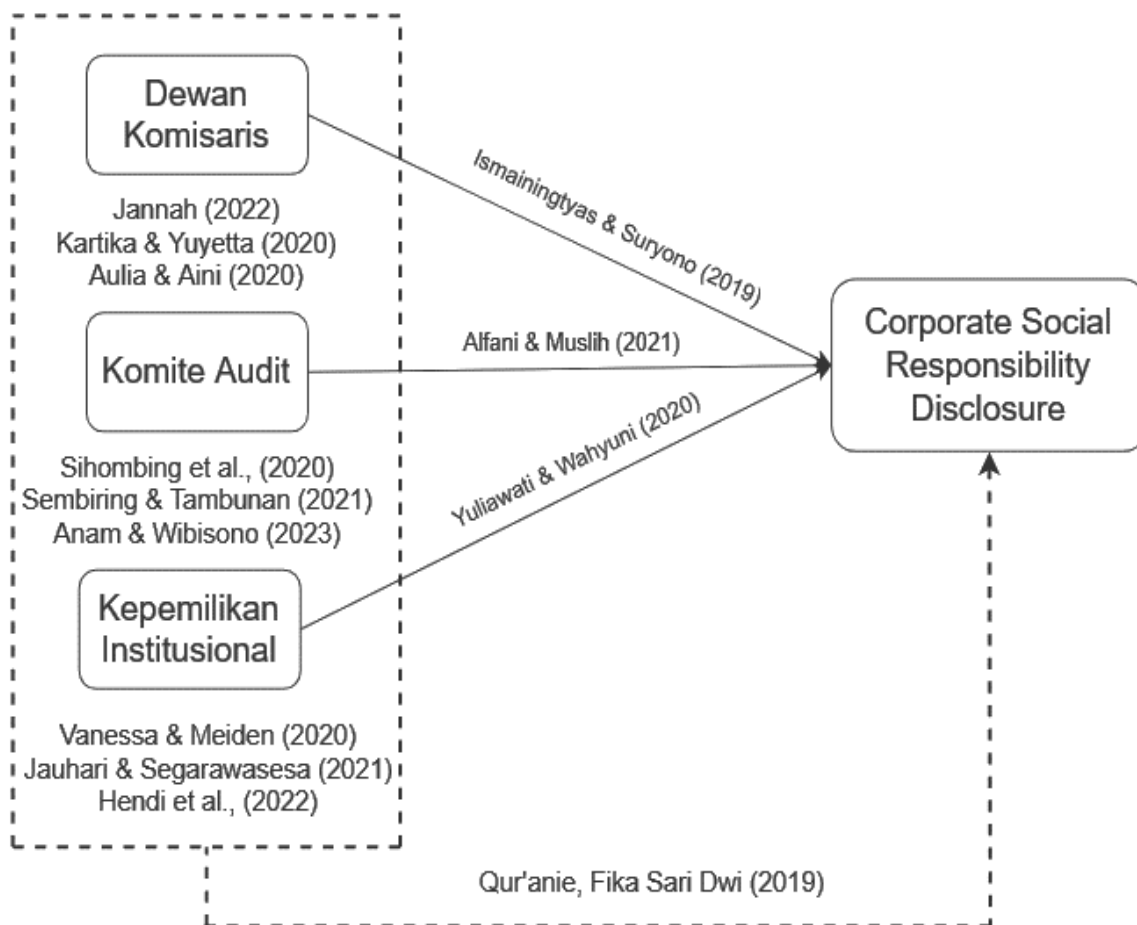 Dewan
Komisaris
Jannah (2022)
Kartika & Yuyetta (2020)
Aulia & Aini (2020)
Komite Audit
Sihombing et al., (2020)
Sembiring & Tambunan (2021)
Anam & Wibisono (2023)
Kepemilikan
Institusional
Vanessa & Meiden (2020)
Jauhari & Segarawasesa (2021)
Hendi et al., (2022)
Ismainingtyas & Suryono (2019)
Alfani & Muslih (2021)
Yuliawati & Wahyuni (2020)
Corporate Social
Responsibility
Disclosure
Qur'anie, Fika Sari Dwi (2019)